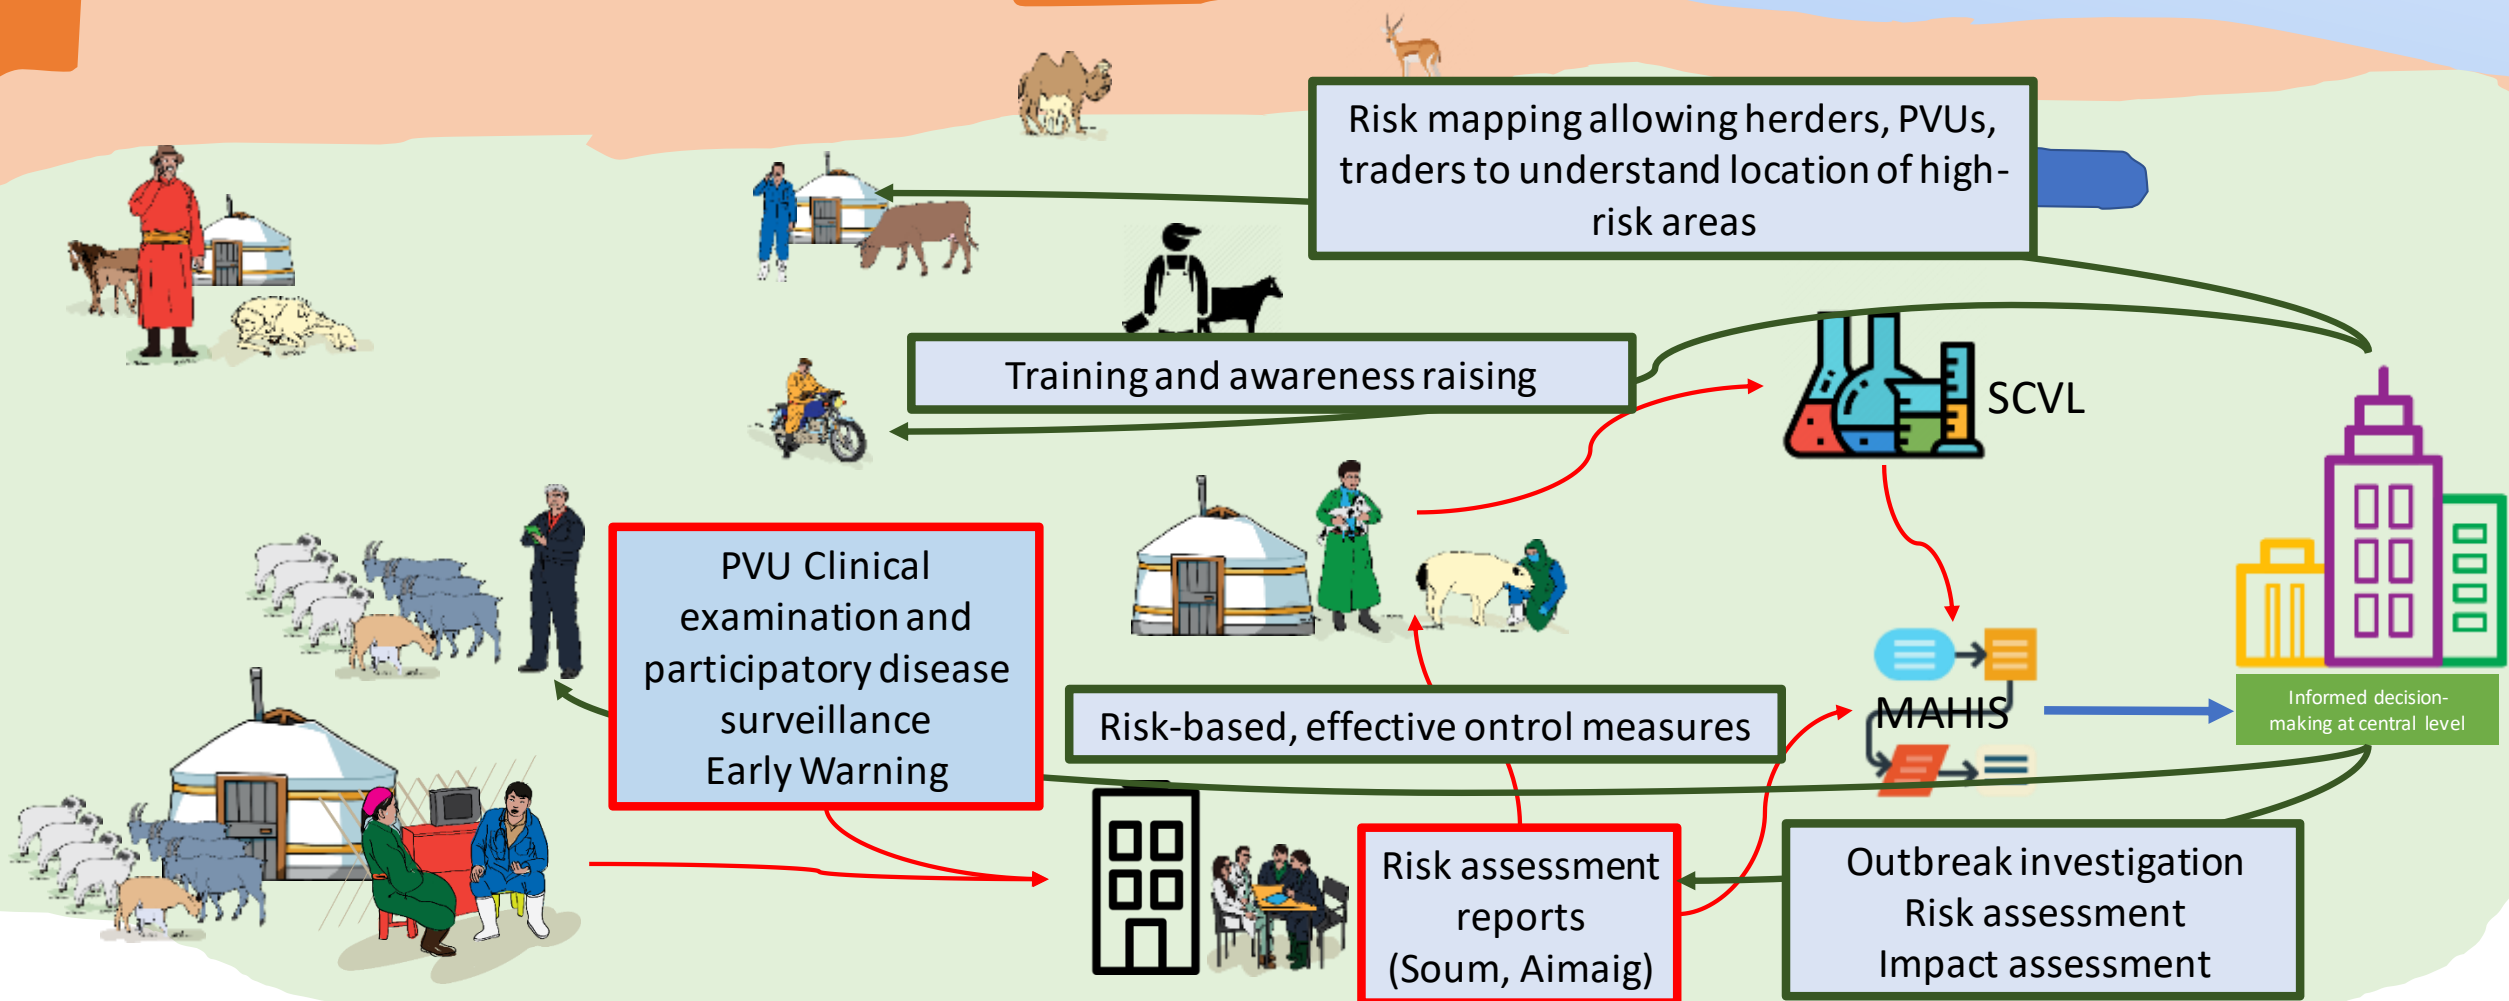 Risk mapping allowing herders, PVUs,
traders to understand location of high-
risk areas
Training and awareness raising
SCVL
PVU Clinical
examination and
participatory disease
surveillance
Early Warning
Risk-based, effective ontrol measures
MAHIS
Informed decision-
making at central level
Risk assessment
reports
(Soum, Aimaig)
Outbreak investigation
Risk assessment
Impact assessment